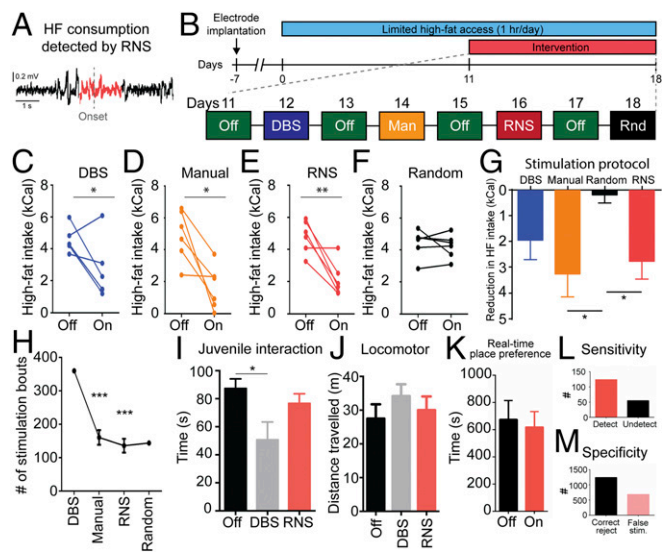 A
HF consumption
detected by RNS
0.2 mV
1 s
Onset
B
Electrode
implantation
Limited high-fat access (1 hr/day)
Intervention
Days
-7
0
11
18
Days
11
12
13
14
15
16
17
18
Off
DBS
Off
Man
Off
RNS
Off
Rnd
C
DBS
*
High-fat intake (kCal)
8
6
4
2
0
Off
On
D
Manual
*
High-fat intake (kCal)
8
6
4
2
0
Off
On
E
RNS
**
High-fat intake (kCal)
8
6
4
2
0
Off
On
F
Random
High-fat intake (kCal)
8
6
4
2
0
Off
On
G
Stimulation protocol
DBS
Manual
Random
RNS
Reduction in HF
intake (kCal)
0
1
2
3
4
5
*
*
H
# of stimulation bouts
400
300
200
100
0
***
***
DBS
Manual
RNS
Random
I
Juvenile interaction
Time (s)
100
80
60
40
20
0
*
Off
DBS
RNS
J
Locomotor
Distance travelled (m)
50
40
30
20
10
0
Off
DBS
RNS
K
Real-time
place preference
Time (s)
1000
800
600
400
200
0
Off
On
L
Sensitivity
#
150
100
50
0
Detect
Undetect
M
Specificity
#
1500
1000
500
0
Correct
reject
False
stim.